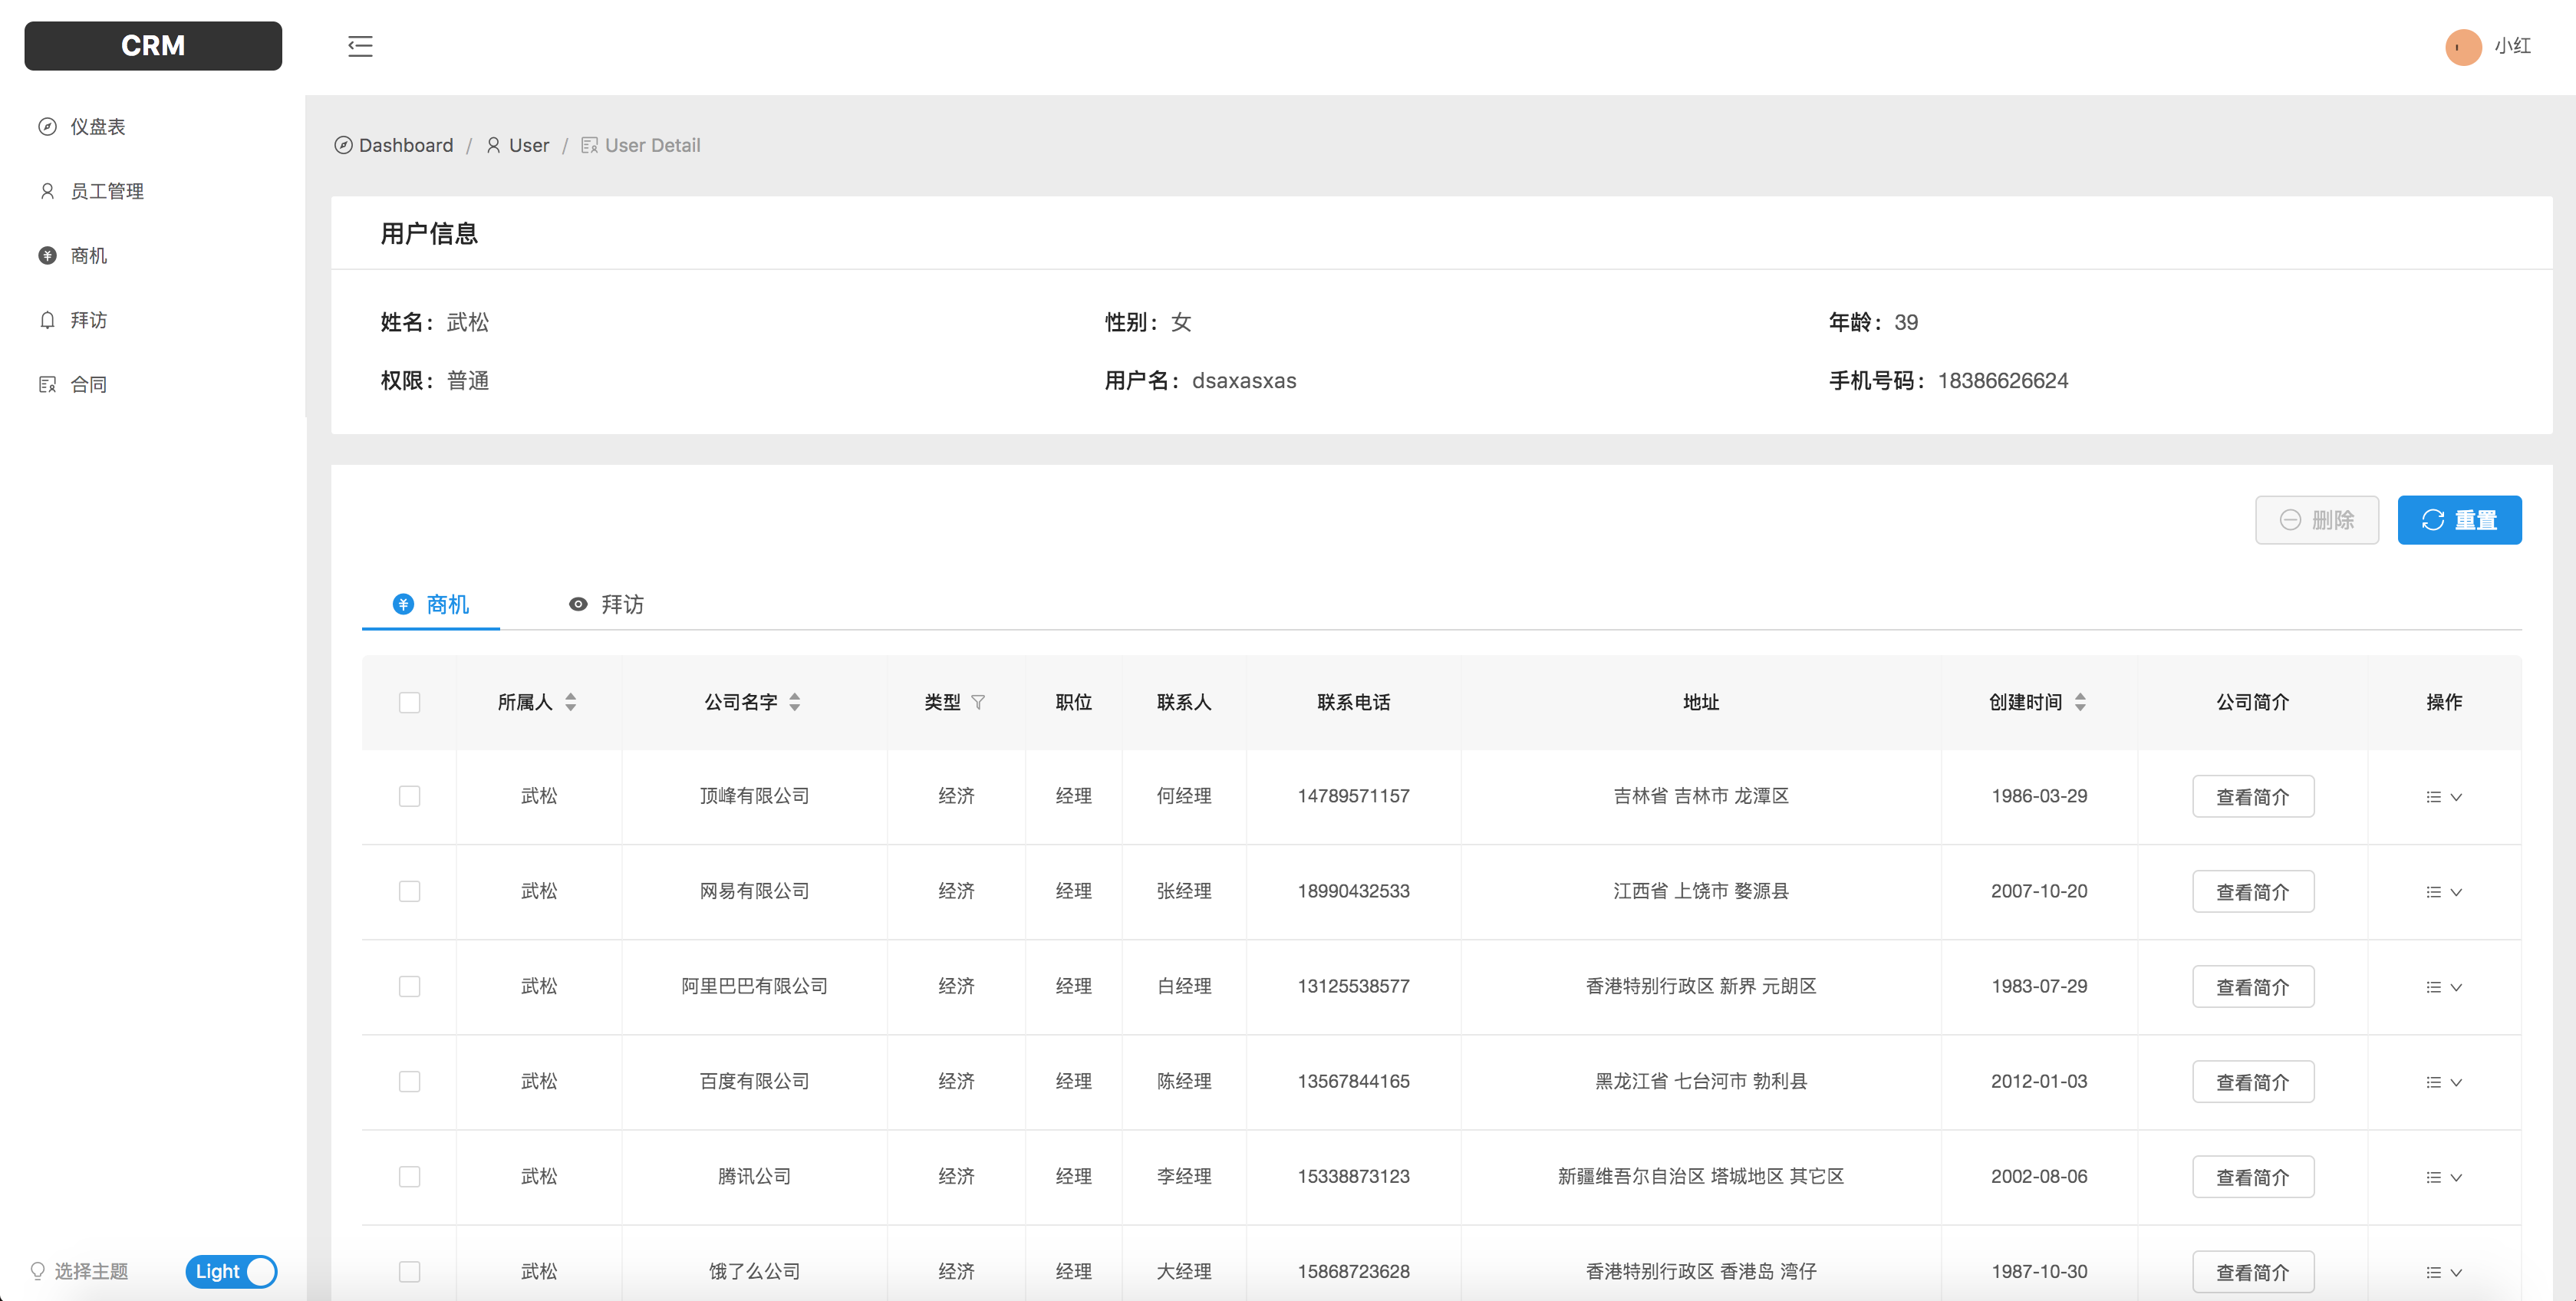 CRM
小红
仪盘表
员工管理
商机
拜访
合同
Dashboard / User / User Detail
用户信息
姓名： 武松 性别： 女 年龄： 39
权限： 普通 用户名： dsaxasxas 手机号码： 18386626624
删除 重置
商机 拜访
所属人 公司名字 类型 职位 联系人 联系电话 地址 创建时间 公司简介 操作
武松 顶峰有限公司 经济 经理 何经理 14789571157 吉林省 吉林市 龙潭区 1986-03-29 查看简介
武松 网易有限公司 经济 经理 张经理 18990432533 江西省 上饶市 婺源县 2007-10-20 查看简介
武松 阿里巴巴有限公司 经济 经理 白经理 13125538577 香港特别行政区 新界 元朗区 1983-07-29 查看简介
武松 百度有限公司 经济 经理 陈经理 13567844165 黑龙江省 七台河市 勃利县 2012-01-03 查看简介
武松 腾讯公司 经济 经理 李经理 15338873123 新疆维吾尔自治区 塔城地区 其它区 2002-08-06 查看简介
武松 饿了么公司 经济 经理 大经理 15868723628 香港特别行政区 香港岛 湾仔 1987-10-30 查看简介
选择主题 Light